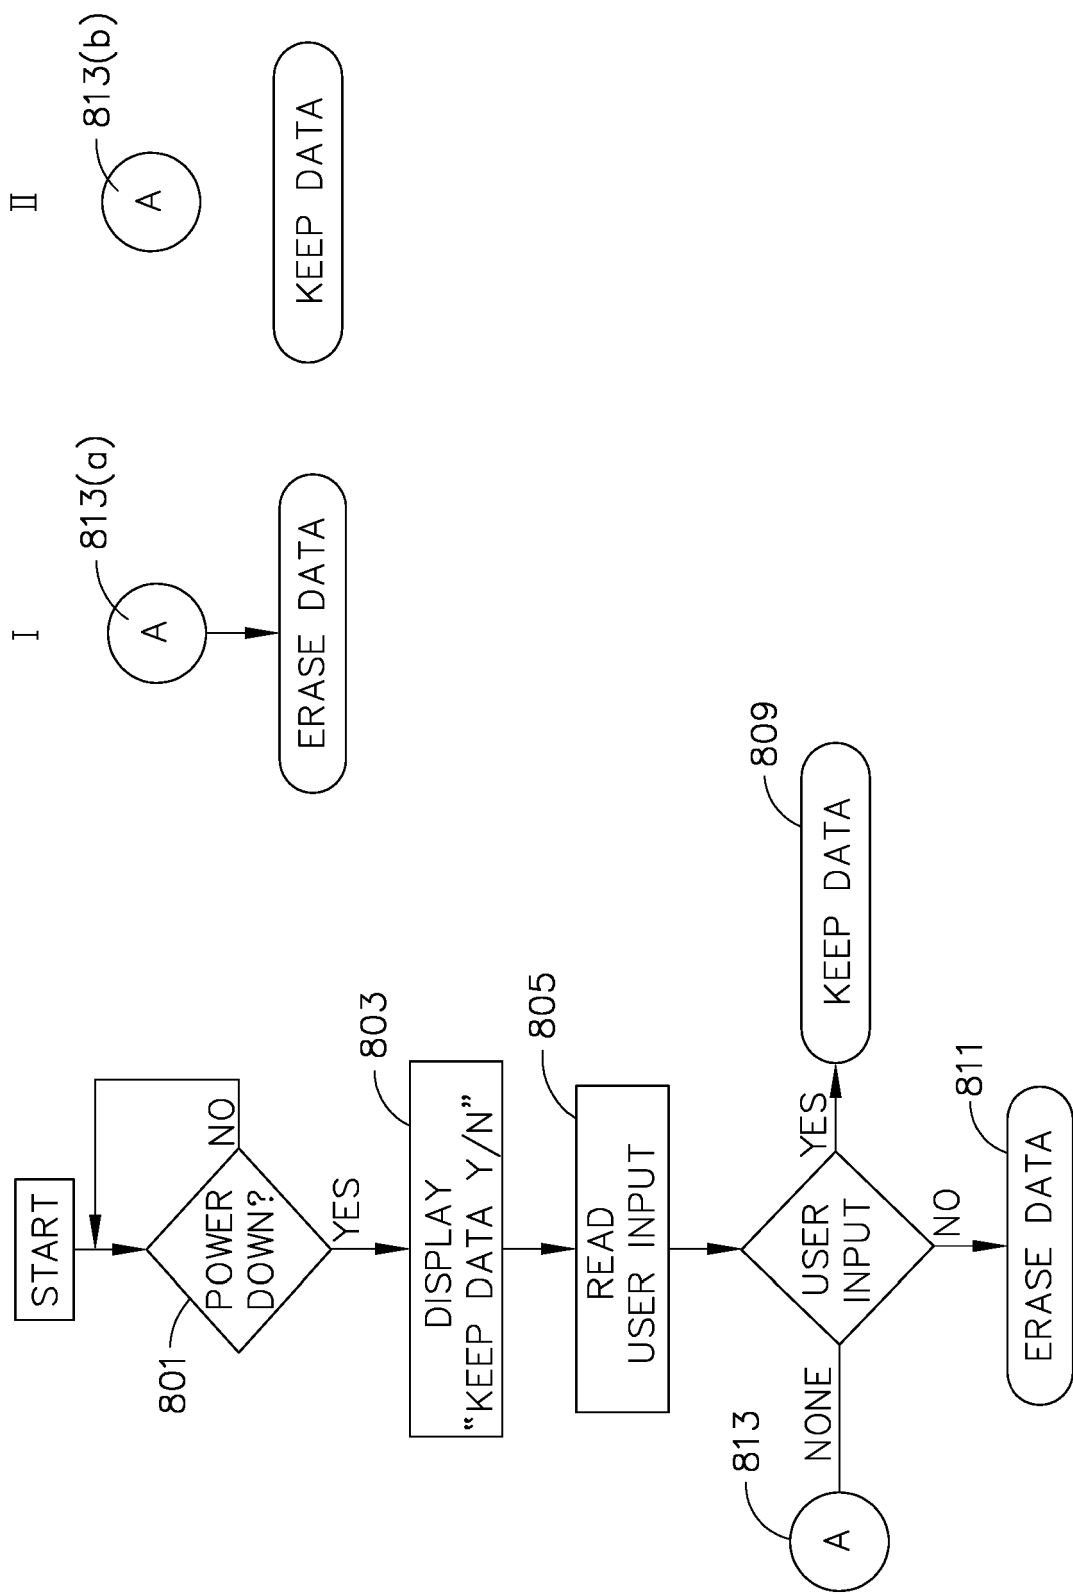 START
801
POWER
DOWN?
NO
YES
803
DISPLAY
“KEEP DATA Y/N”
805
READ
USER INPUT
USER
INPUT
YES
809
KEEP DATA
NO
811
ERASE DATA
NONE
813
A
I
813(a)
A
ERASE DATA
II
813(b)
A
KEEP DATA